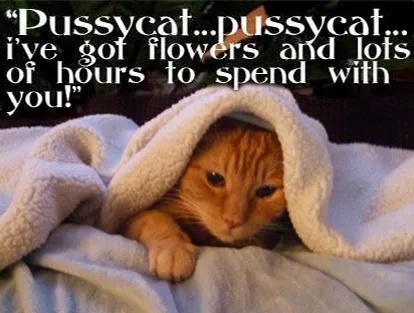 “Pussycat...pussycat...
i’ve got flowers and lots
of hours to spend with
you!”